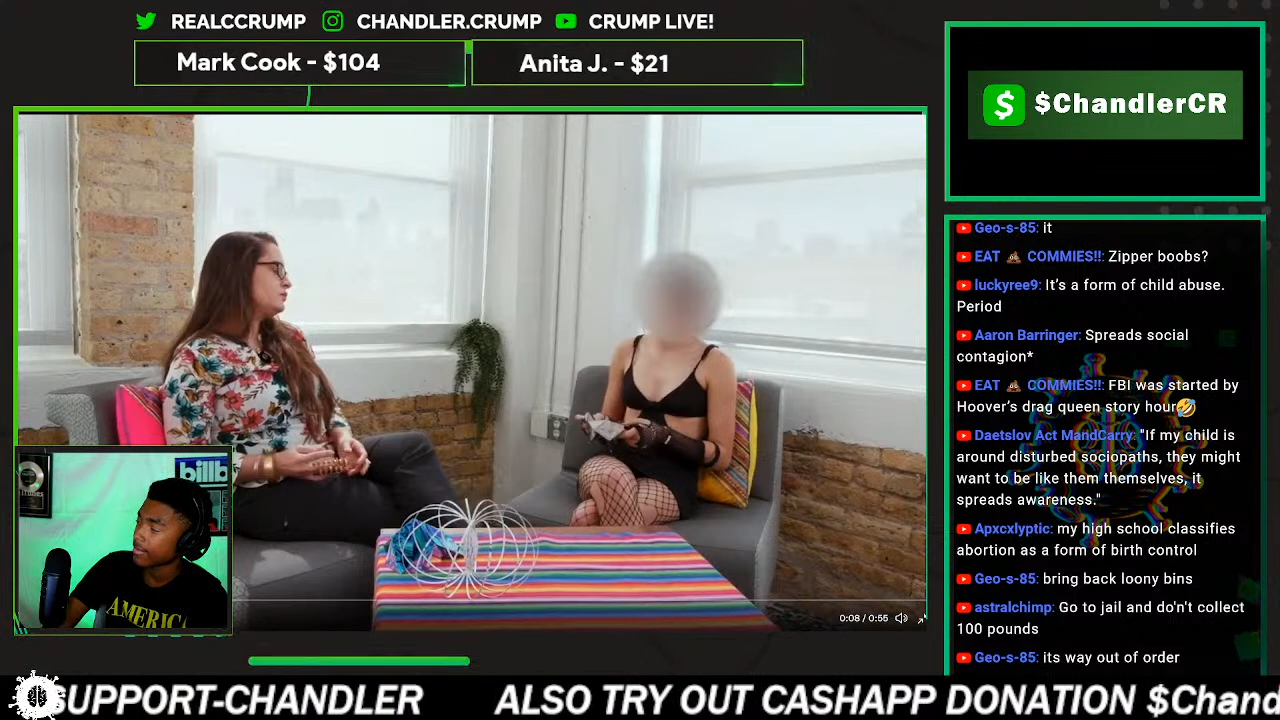 REALCCRUMP CHANDLER.CRUMP CRUMP LIVE!
Mark Cook - $104
Anita J. - $21
$ChandlerCR
Geo-s-85: it
EAT 💩 COMMIES!!: Zipper boobs?
luckyree9: It's a form of child abuse.
Period
Aaron Barringer: Spreads social
contagion*
EAT 💩 COMMIES!!: FBI was started by
Hoover's drag queen story hour🤣
Daetslov Act MandCarry: "If my child is
around disturbed sociopaths, they might
want to be like them themselves, it
spreads awareness."
Apxcxlyptic: my high school classifies
abortion as a form of birth control
Geo-s-85: bring back loony bins
astralchimp: Go to jail and do'n't collect
100 pounds
Geo-s-85: its way out of order
billb
iTunes
AMERICA
0:08 / 0:55
SUPPORT-CHANDLER ALSO TRY OUT CASHAPP DONATION $Chand